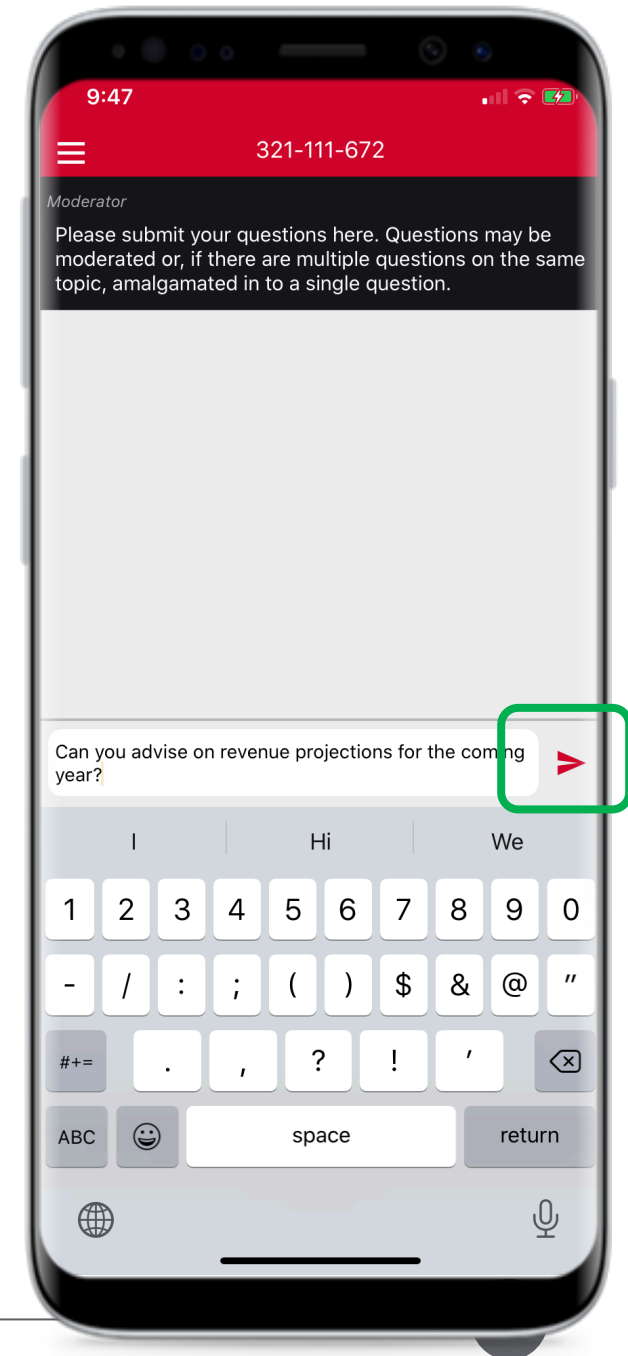 9:47
321-111-672
Moderator
Please submit your questions here. Questions may be
moderated or, if there are multiple questions on the same
topic, amalgamated in to a single question.
Can you advise on revenue projections for the coming
year?
I Hi We
1 2 3 4 5 6 7 8 9 0
- / : ; ( ) $ & @ "
#+= . , ? ! '
ABC space return